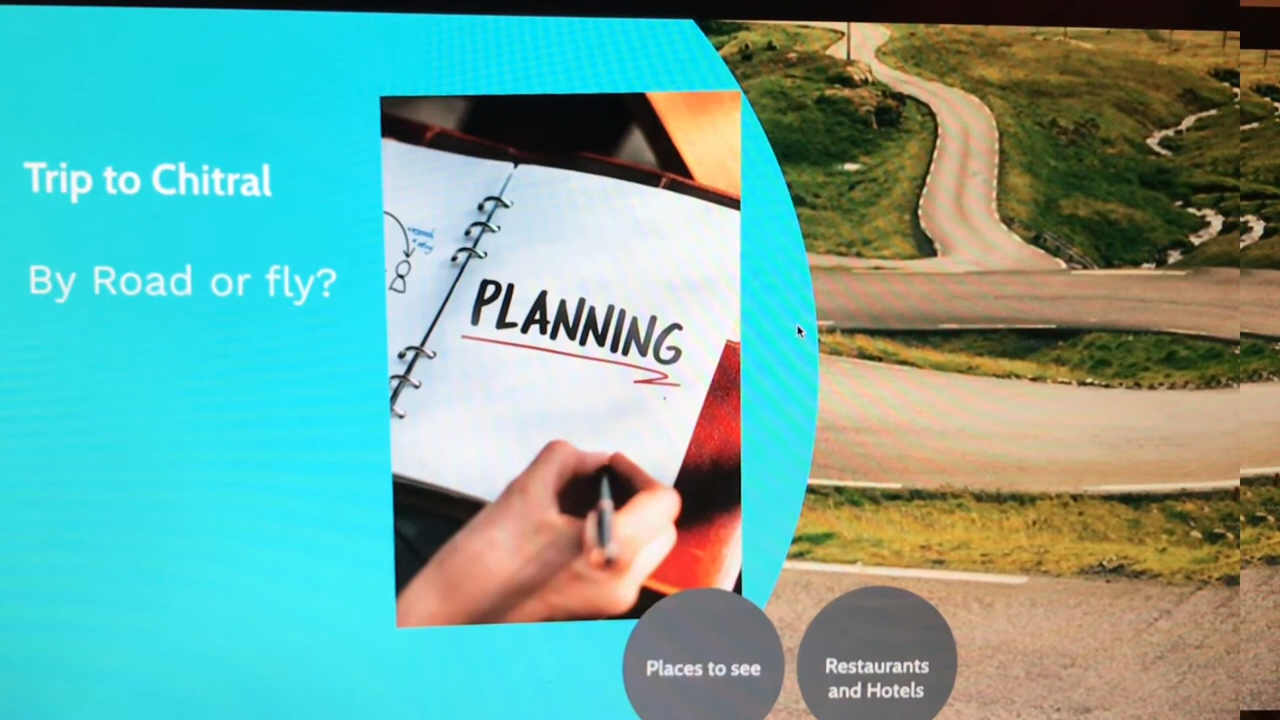 Trip to Chitral
By Road or fly?
PLANNING
Places to see
Restaurants
and Hotels